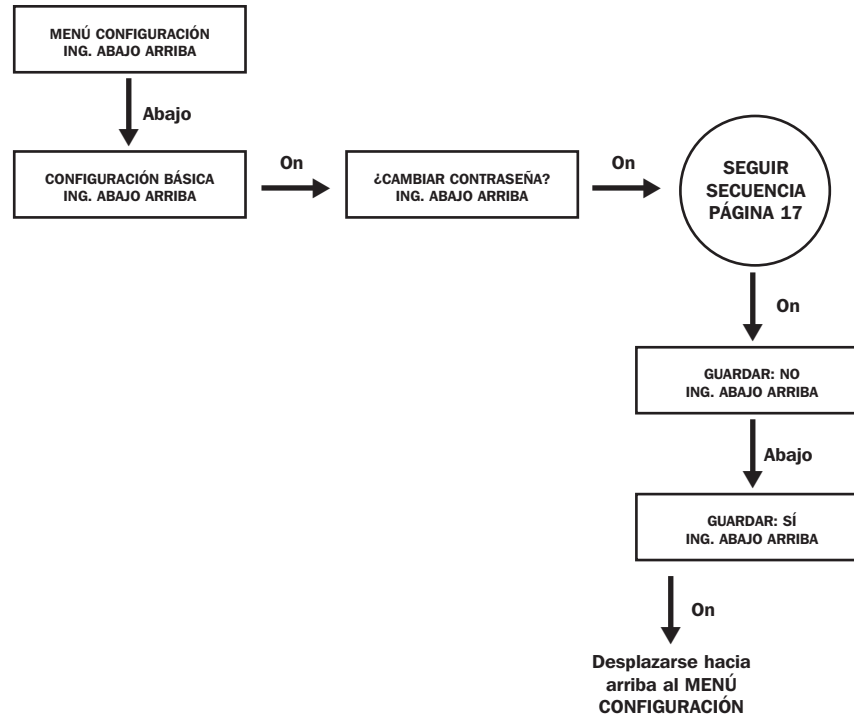 MENÚ CONFIGURACIÓN
ING. ABAJO ARRIBA
Abajo
CONFIGURACIÓN BÁSICA
ING. ABAJO ARRIBA
On
¿CAMBIAR CONTRASEÑA?
ING. ABAJO ARRIBA
On
SEGUIR
SECUENCIA
PÁGINA 17
On
GUARDAR: NO
ING. ABAJO ARRIBA
Abajo
GUARDAR: SÍ
ING. ABAJO ARRIBA
On
Desplazarse hacia
arriba al MENÚ
CONFIGURACIÓN